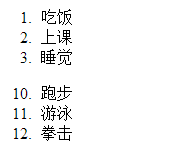 1. 吃饭
2. 上课
3. 睡觉
10. 跑步
11. 游泳
12. 拳击